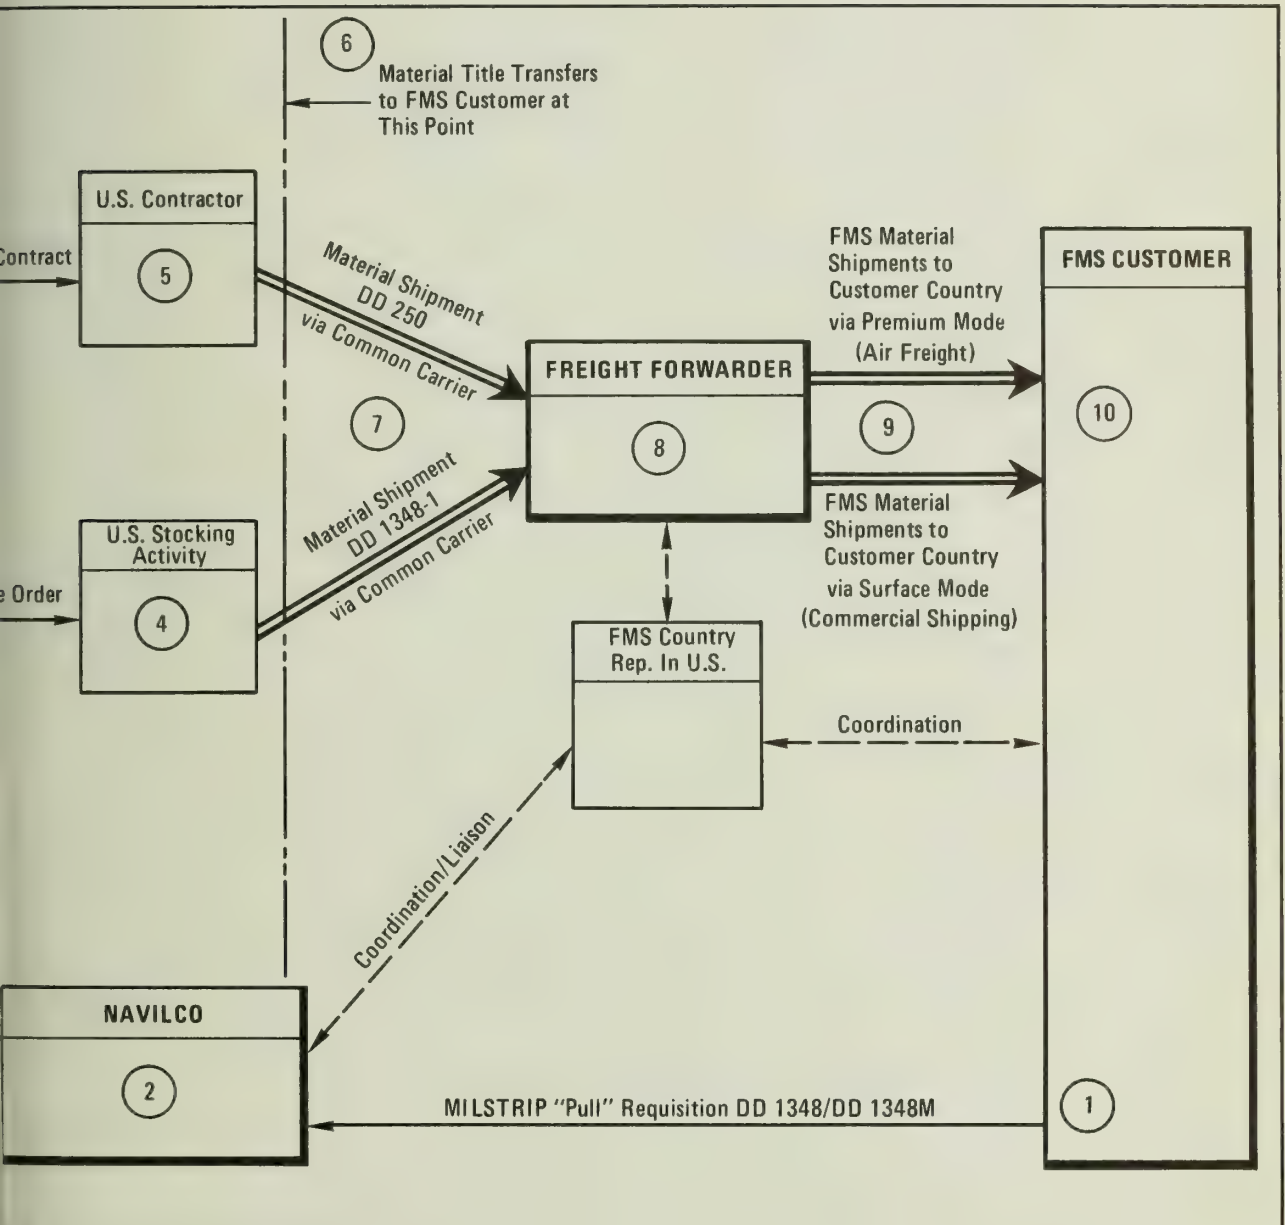 6
Material Title Transfers
to FMS Customer at
This Point
U.S. Contractor
Contract
5
Material Shipment
DD 250
via Common Carrier
7
Material Shipment
DD 1348-1
via Common Carrier
U.S. Stocking
Activity
e Order
4
FREIGHT FORWARDER
8
FMS Material
Shipments to
Customer Country
via Premium Mode
(Air Freight)
9
FMS Material
Shipments to
Customer Country
via Surface Mode
(Commercial Shipping)
FMS CUSTOMER
10
FMS Country
Rep. In U.S.
Coordination
Coordination/Liaison
NAVILCO
2
MILSTRIP "Pull" Requisition DD 1348/DD 1348M
1